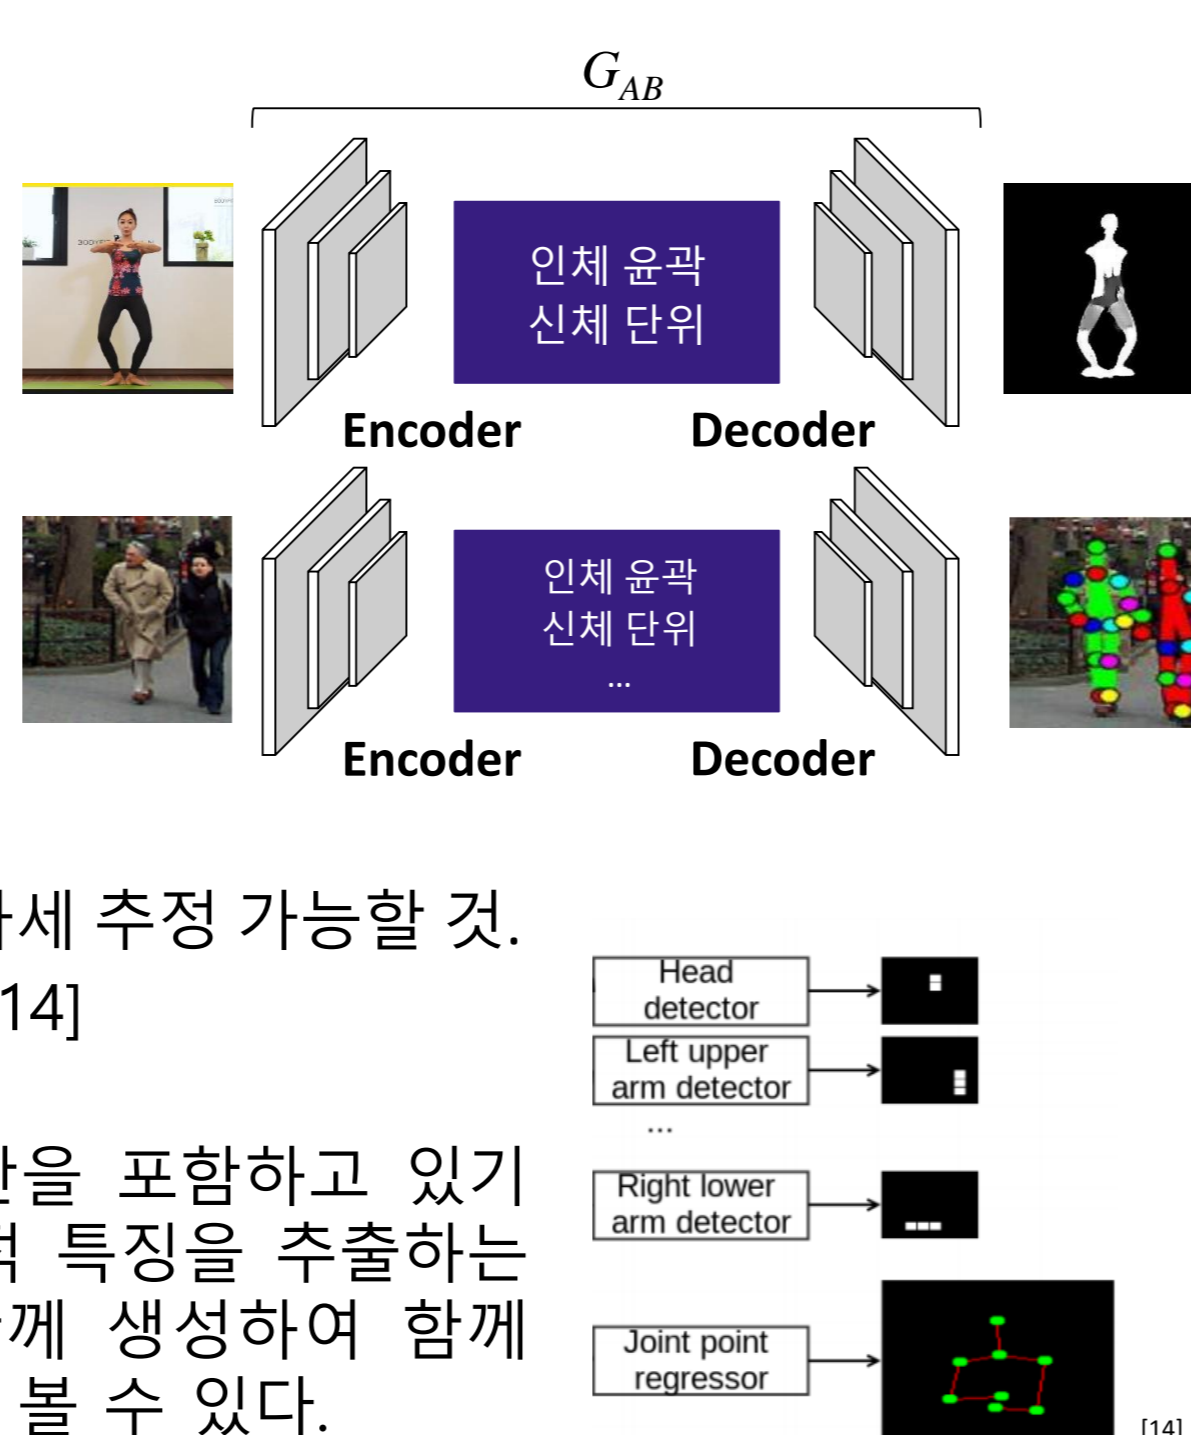 G_AB
인체 윤곽
신체 단위
Encoder
Decoder
인체 윤곽
신체 단위
...
Encoder
Decoder
세 추정 가능할 것.
14]
을 포함하고 있기
특징을 추출하는
께 생성하여 함께
볼 수 있다.
Head
detector
Left upper
arm detector
...
Right lower
arm detector
Joint point
regressor
[14]